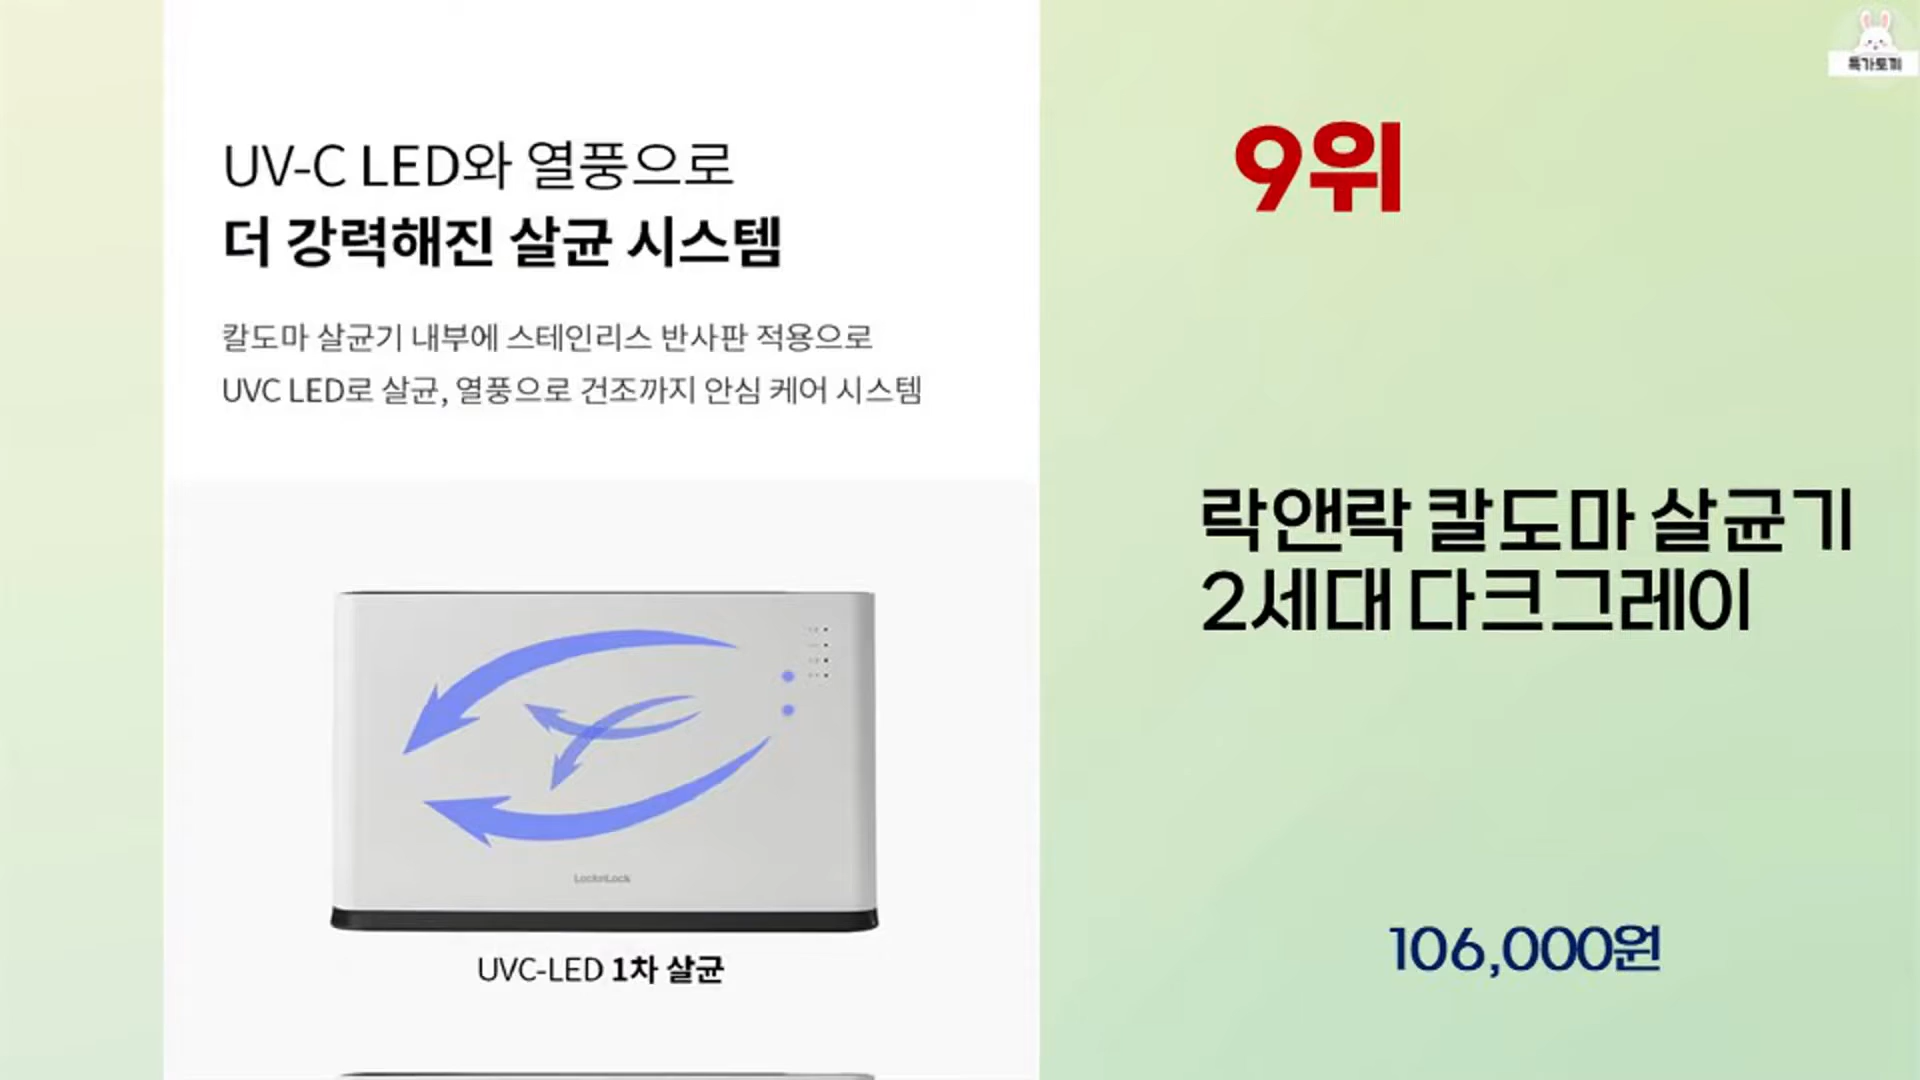 UV-C LED와 열풍으로
더 강력해진 살균 시스템
칼도마 살균기 내부에 스테인리스 반사판 적용으로
UVC LED로 살균, 열풍으로 건조까지 안심 케어 시스템
LocknLock
UVC-LED 1차 살균
특가토끼
9위
락앤락 칼도마 살균기
2세대 다크그레이
106,000원